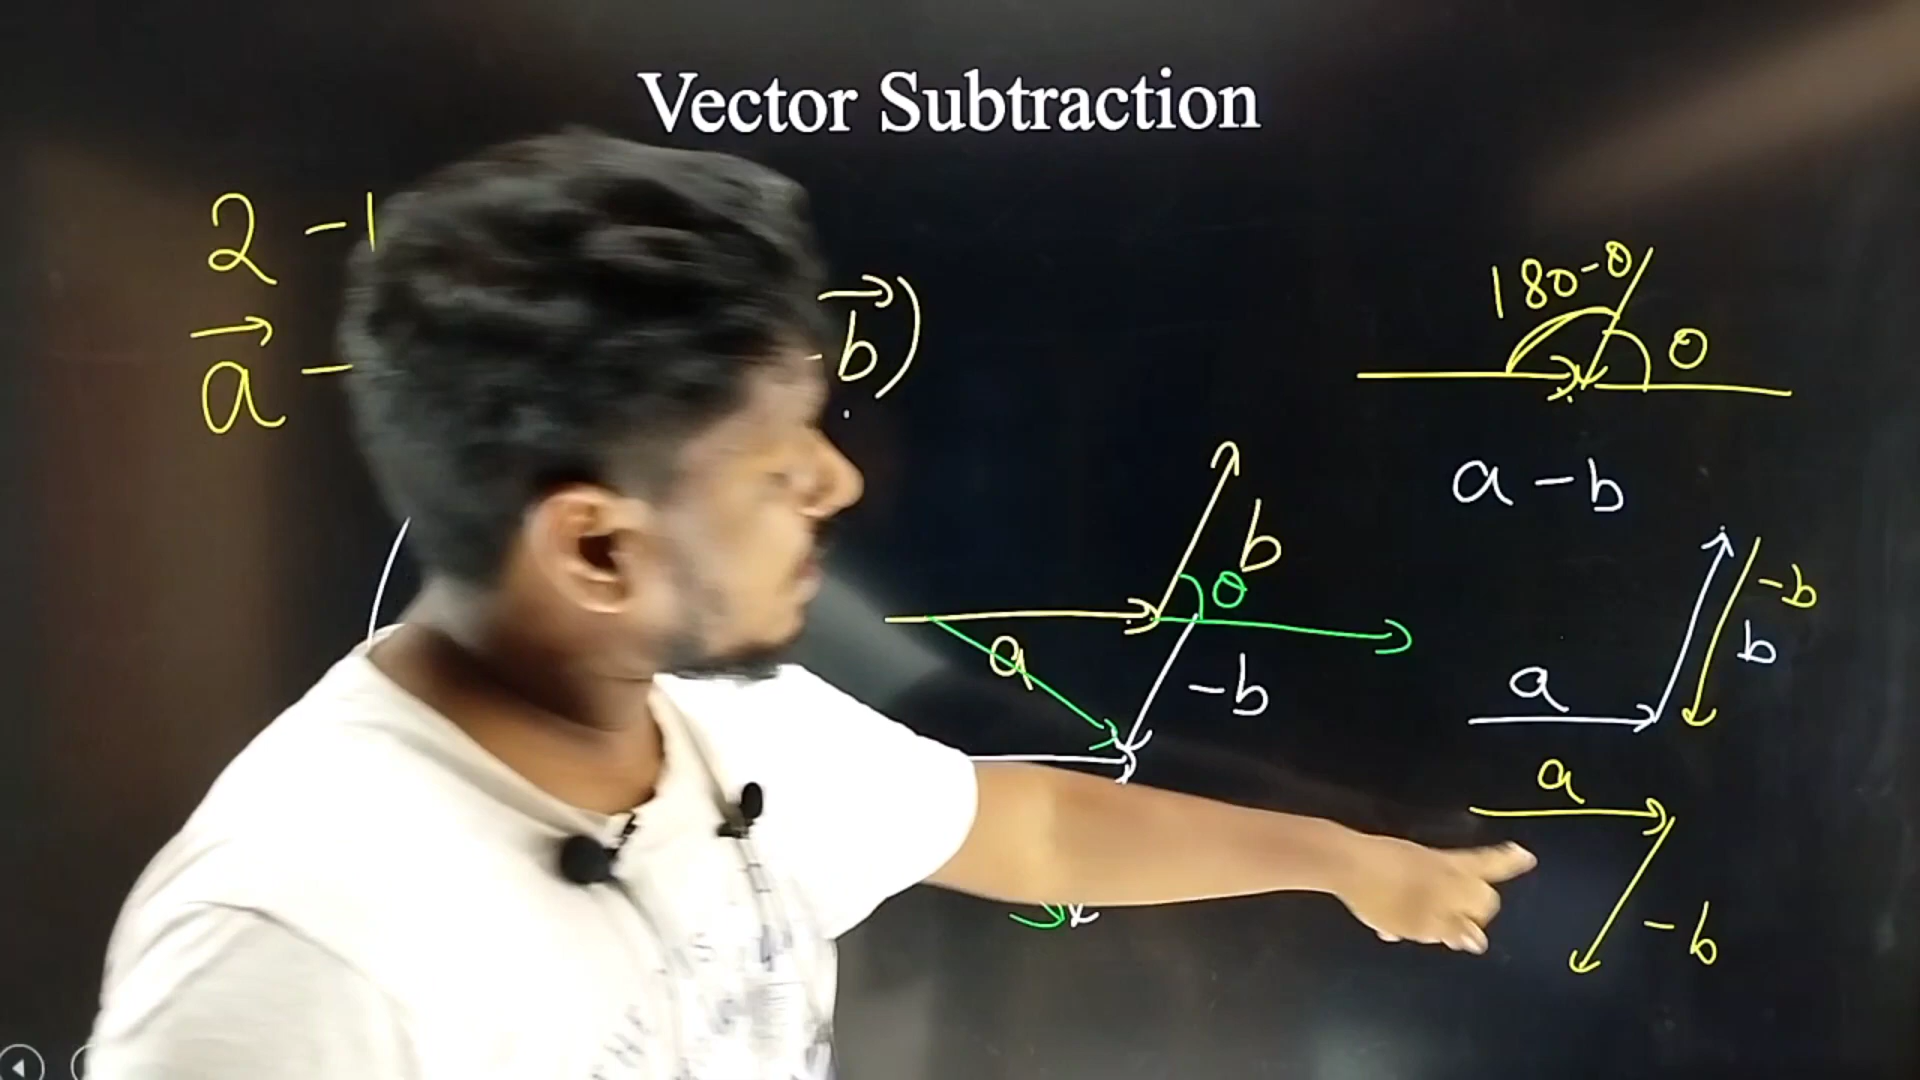 Vector Subtraction
2 - 1
a - b)
180-θ
θ
a - b
b
θ
a
-b
-b
b
a
a
-b